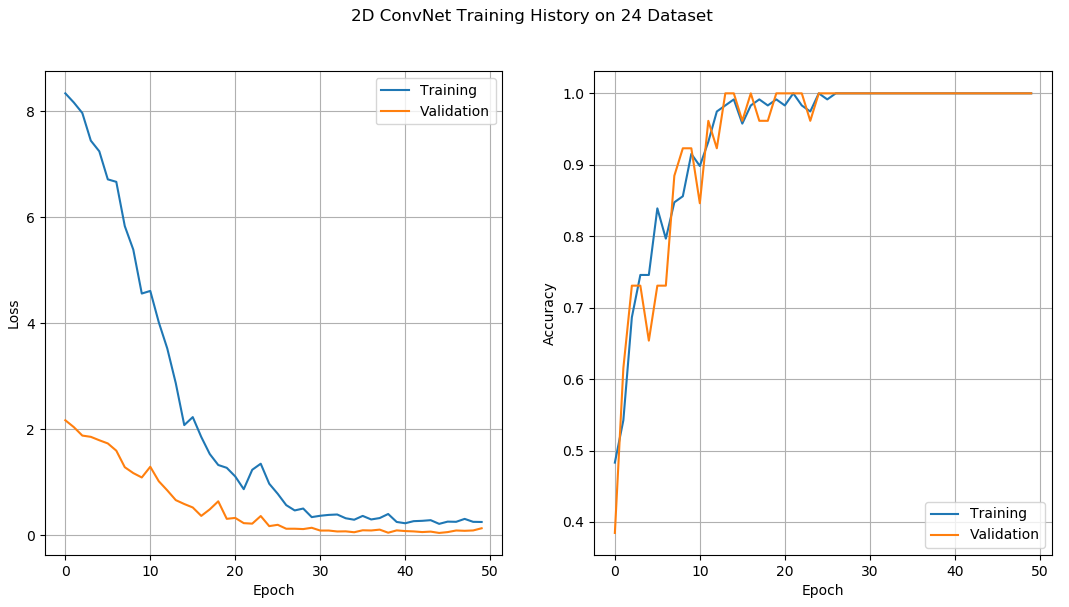 2D ConvNet Training History on 24 Dataset
Training
Validation
8
6
4
2
0
Loss
0 10 20 30 40 50
Epoch
1.0
0.9
0.8
0.7
0.6
0.5
0.4
Accuracy
Training
Validation
0 10 20 30 40 50
Epoch